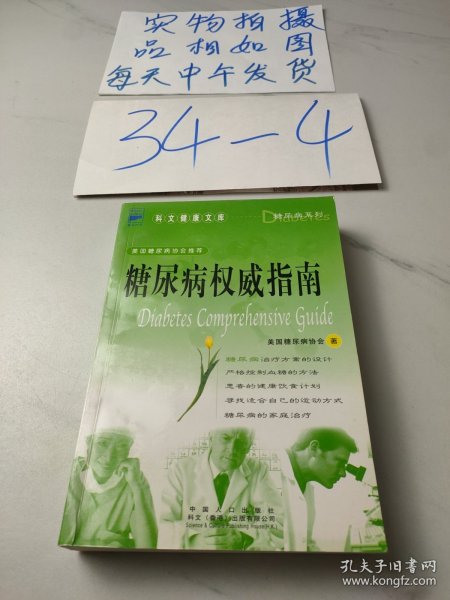 实物拍摄
品相如图
每天中午发货
34-4
科文健康文库
糖尿病系列
Diabetes
美国糖尿病协会推荐
糖尿病权威指南
Diabetes Comprehensive Guide
美国糖尿病协会 著
糖尿病治疗方案的设计
严格控制血糖的方法
患者的健康饮食计划
寻找适合自己的运动方式
糖尿病的家庭治疗
中国人口出版社
科文(香港)出版有限公司
Science & Culture Publishing House(H.K.)
孔夫子旧书网
www.kongfz.com